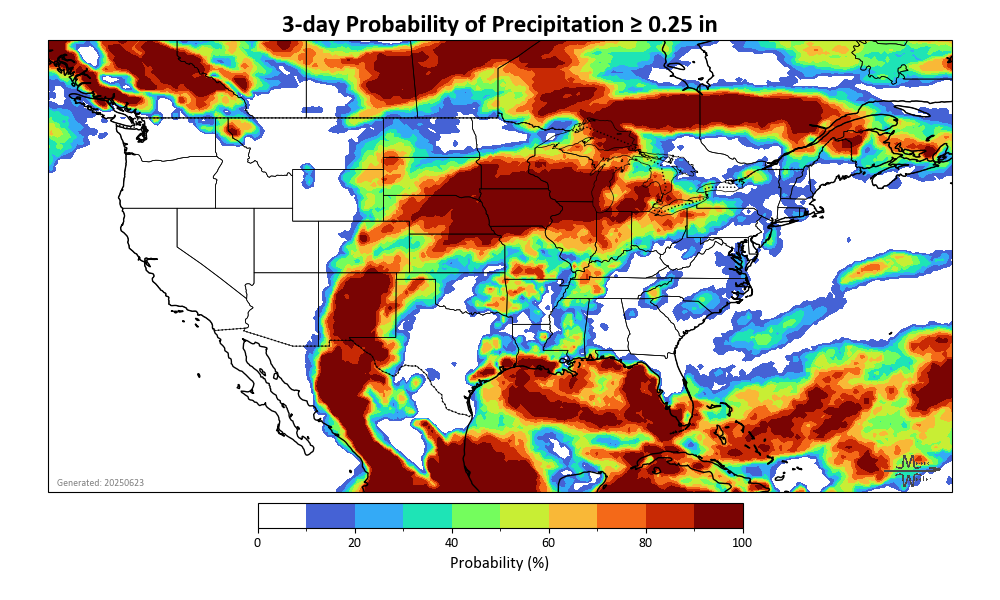 3-day Probability of Precipitation ≥ 0.25 in
Generated: 20250623
0 20 40 60 80 100
Probability (%)